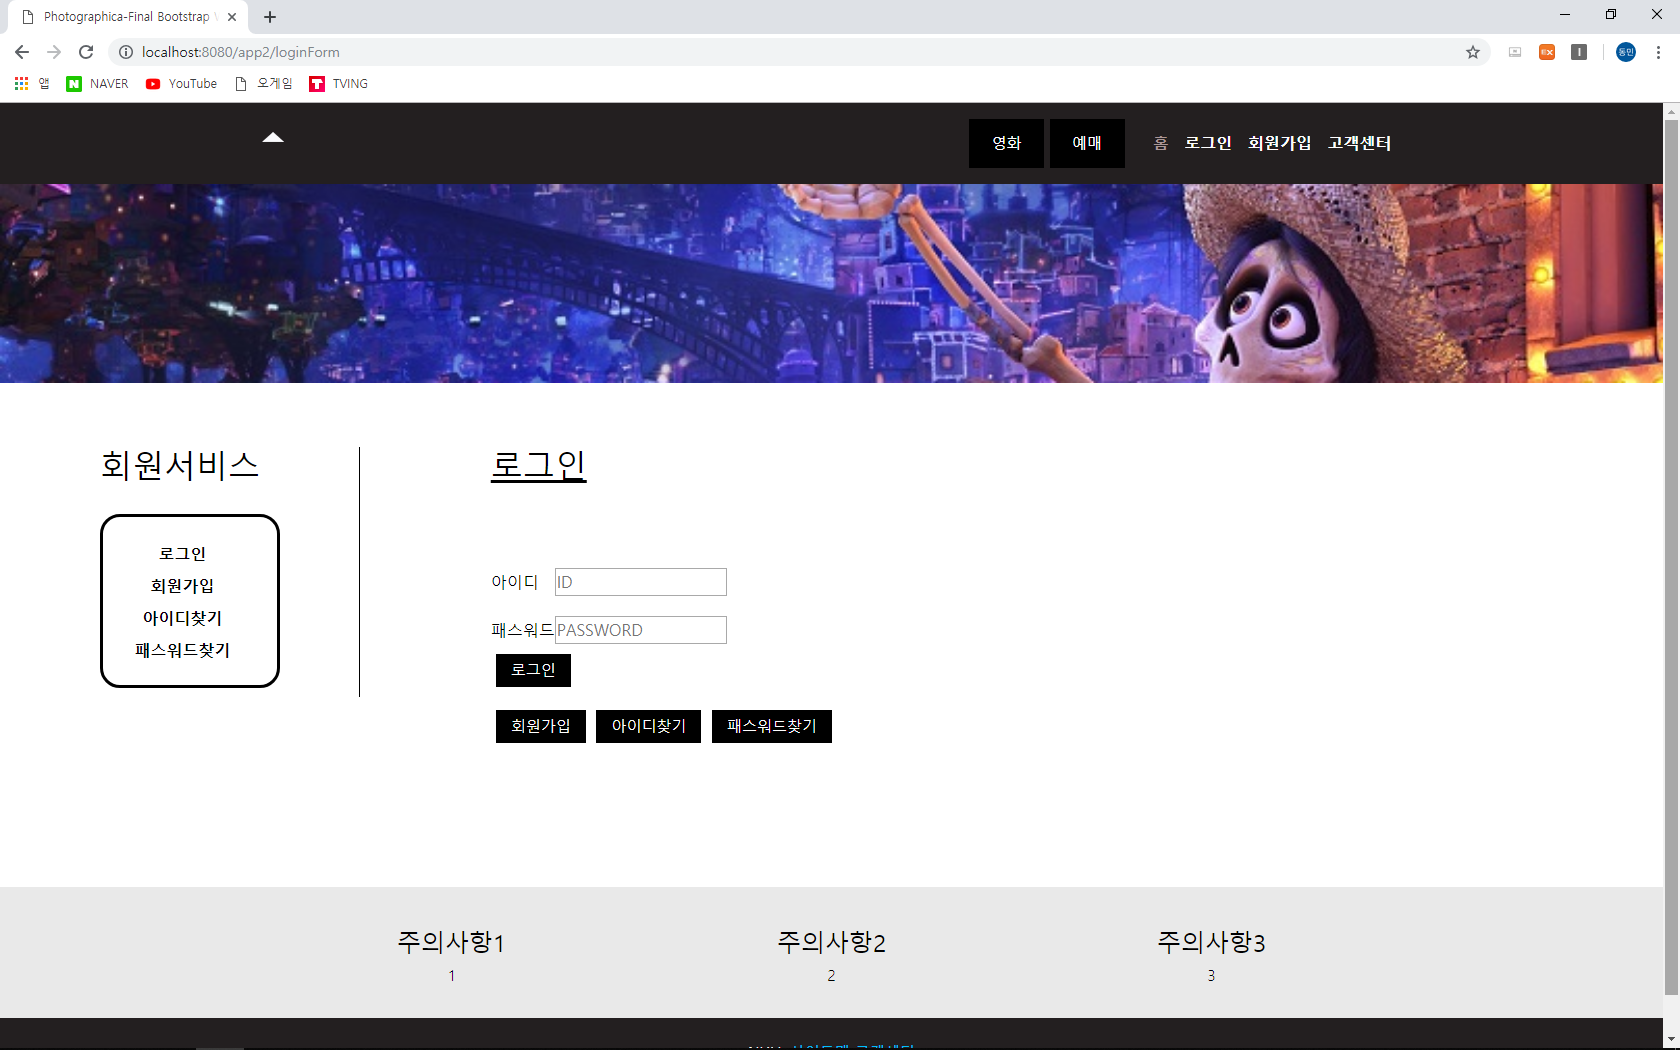 Photographica-Final Bootstrap
localhost:8080/app2/loginForm
앱 NAVER YouTube 오게임 TVING
영화 예매 홈 로그인 회원가입 고객센터
회원서비스
로그인
회원가입
아이디찾기
패스워드찾기
로그인
아이디 ID
패스워드 PASSWORD
로그인
회원가입 아이디찾기 패스워드찾기
주의사항1 주의사항2 주의사항3
1 2 3